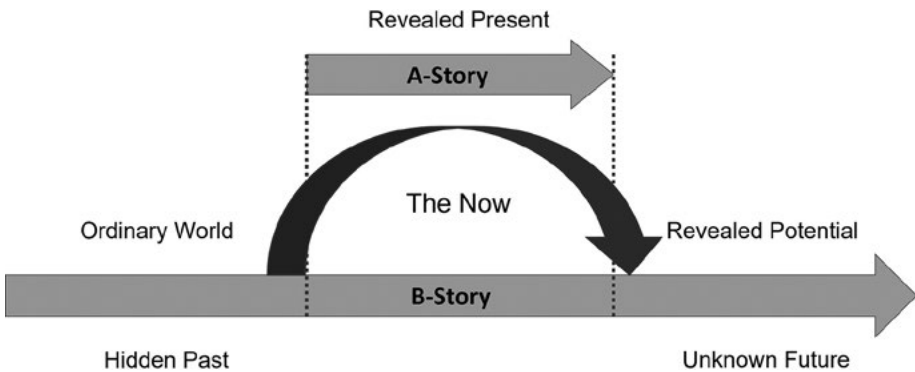 Revealed Present
A-Story
The Now
Ordinary World
Revealed Potential
B-Story
Hidden Past
Unknown Future